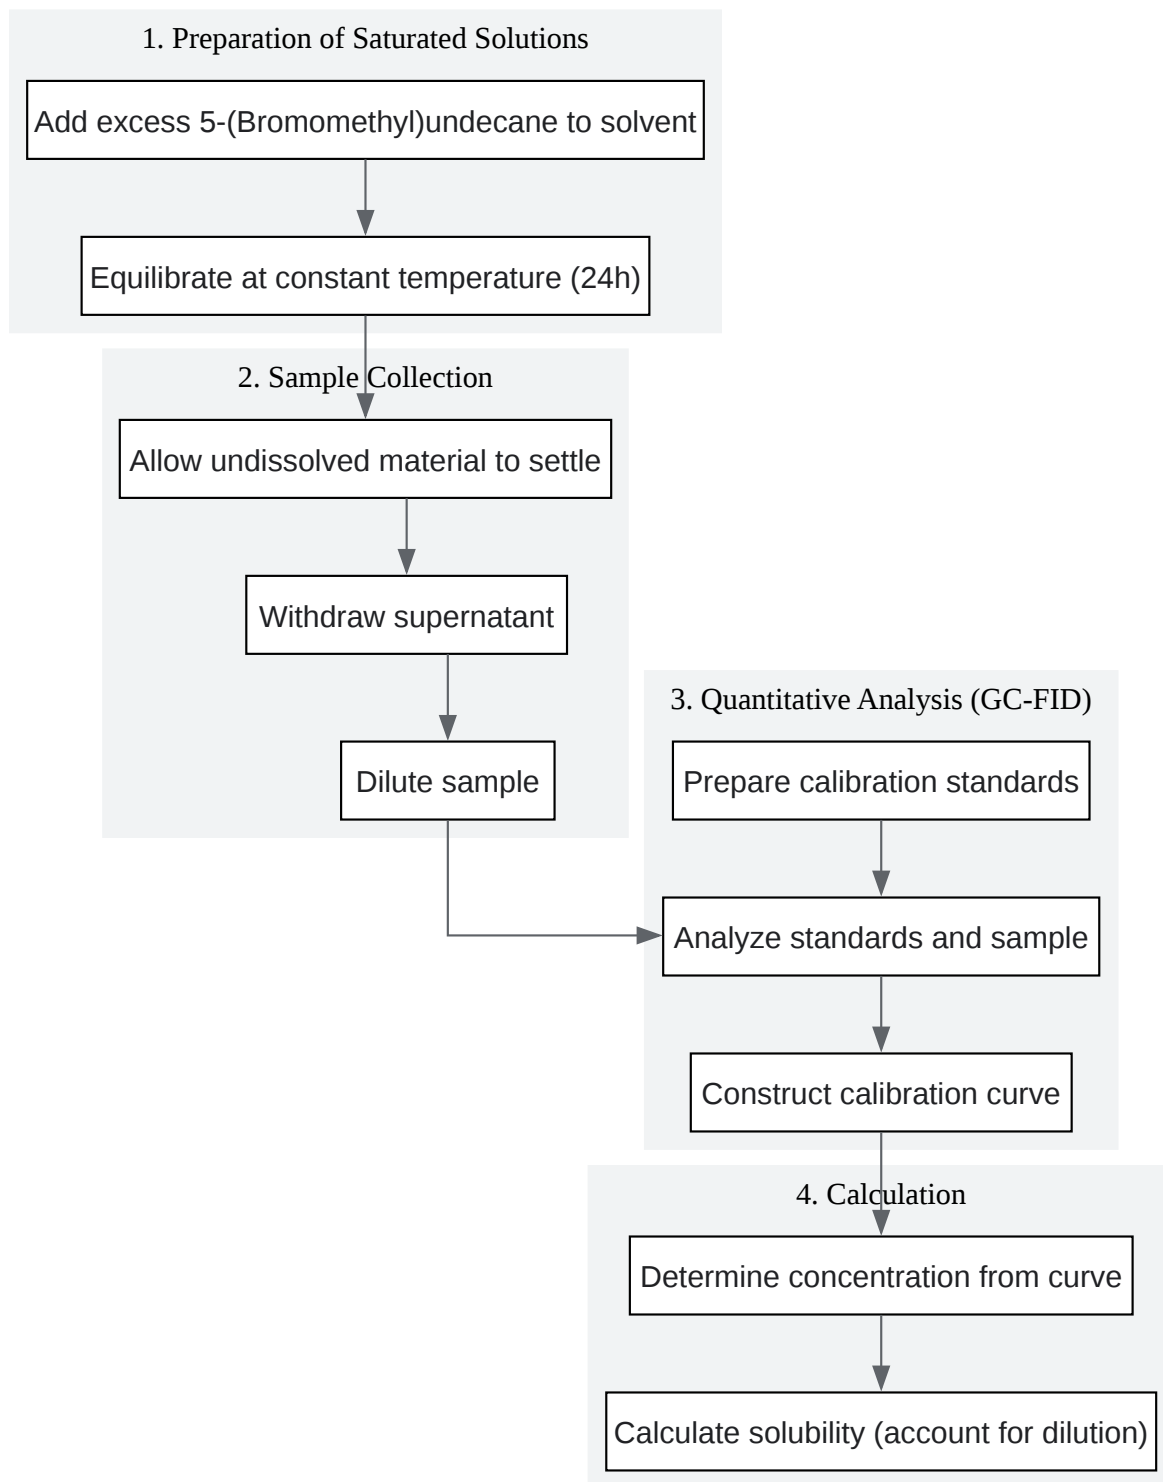 1. Preparation of Saturated Solutions
Add excess 5-(Bromomethyl)undecane to solvent
Equilibrate at constant temperature (24h)
2. Sample Collection
Allow undissolved material to settle
Withdraw supernatant
Dilute sample
3. Quantitative Analysis (GC-FID)
Prepare calibration standards
Analyze standards and sample
Construct calibration curve
4. Calculation
Determine concentration from curve
Calculate solubility (account for dilution)